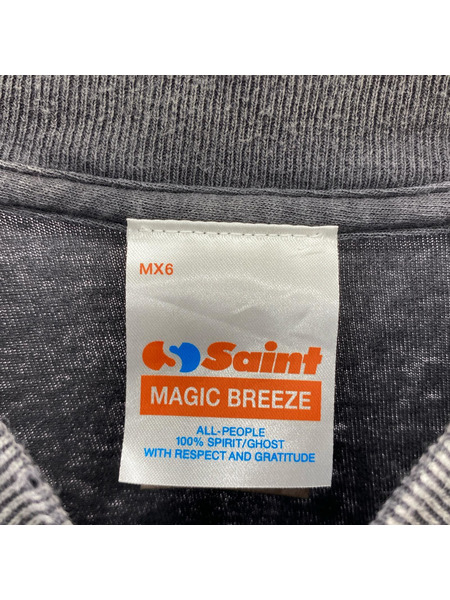 MX6
Saint
MAGIC BREEZE
ALL-PEOPLE
100% SPIRIT/GHOST
WITH RESPECT AND GRATITUDE